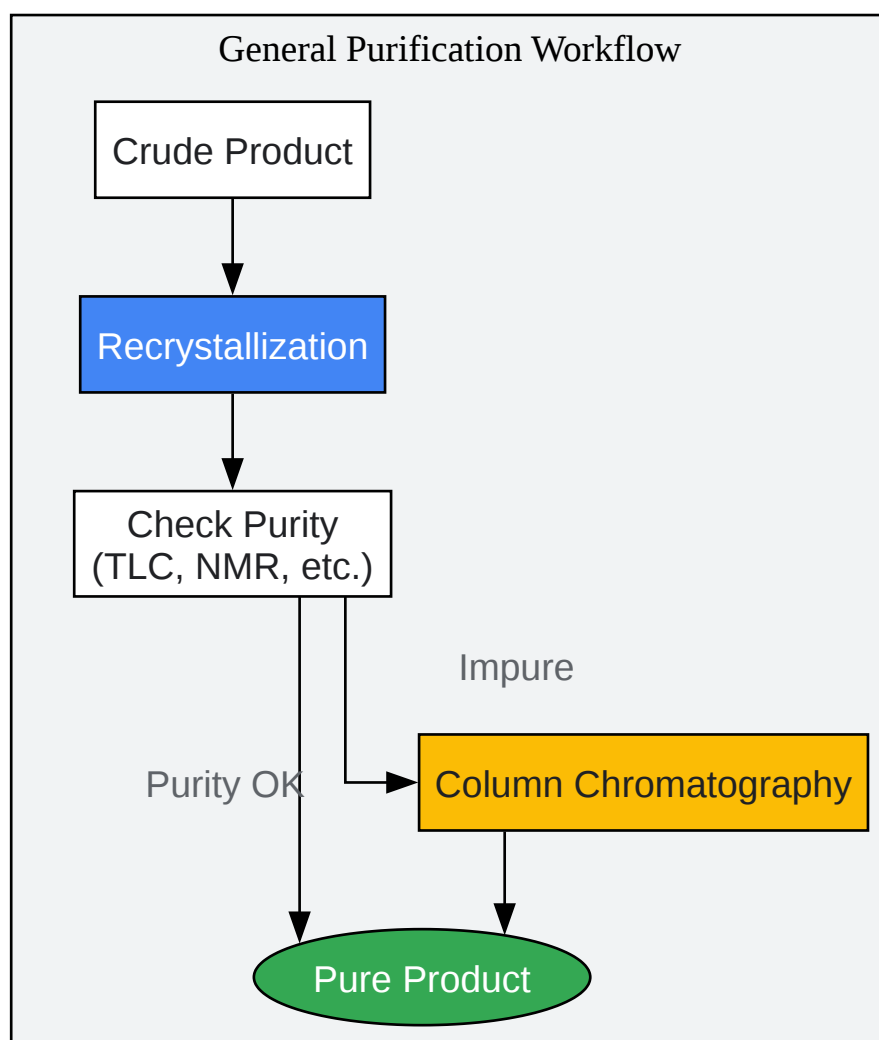 General Purification Workflow
Crude Product
Recrystallization
Check Purity
(TLC, NMR, etc.)
Impure
Purity OK
Column Chromatography
Pure Product